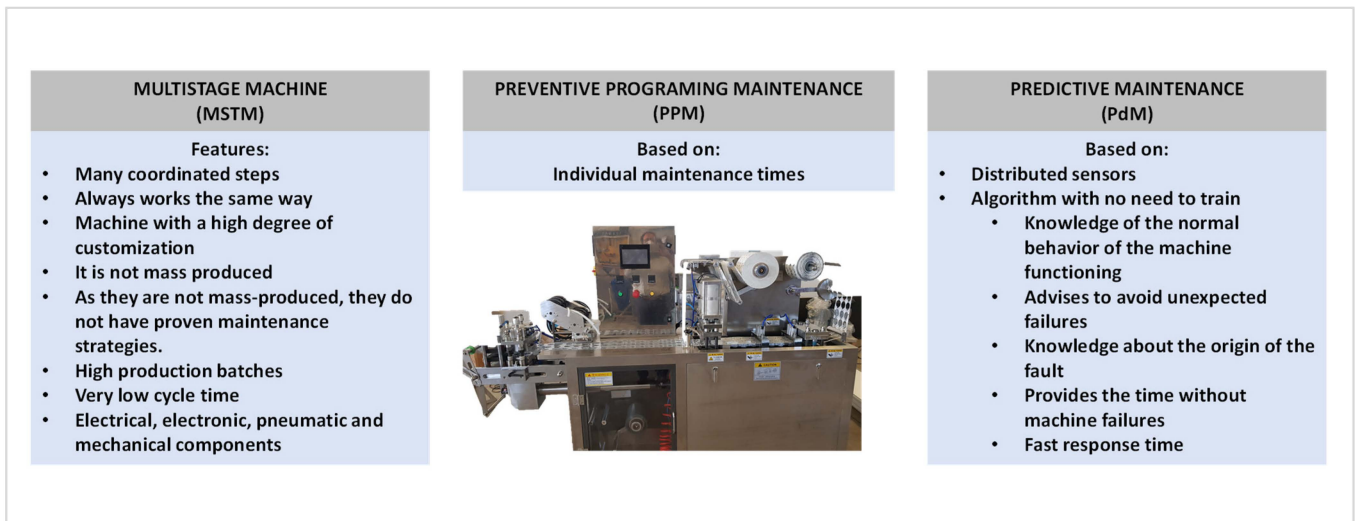 MULTISTAGE MACHINE
(MSTM)
Features:
• Many coordinated steps
• Always works the same way
• Machine with a high degree of
customization
• It is not mass produced
• As they are not mass-produced, they do
not have proven maintenance
strategies.
• High production batches
• Very low cycle time
• Electrical, electronic, pneumatic and
mechanical components
PREVENTIVE PROGRAMING MAINTENANCE
(PPM)
Based on:
Individual maintenance times
PREDICTIVE MAINTENANCE
(PdM)
Based on:
• Distributed sensors
• Algorithm with no need to train
• Knowledge of the normal
behavior of the machine
functioning
• Advises to avoid unexpected
failures
• Knowledge about the origin of the
fault
• Provides the time without
machine failures
• Fast response time